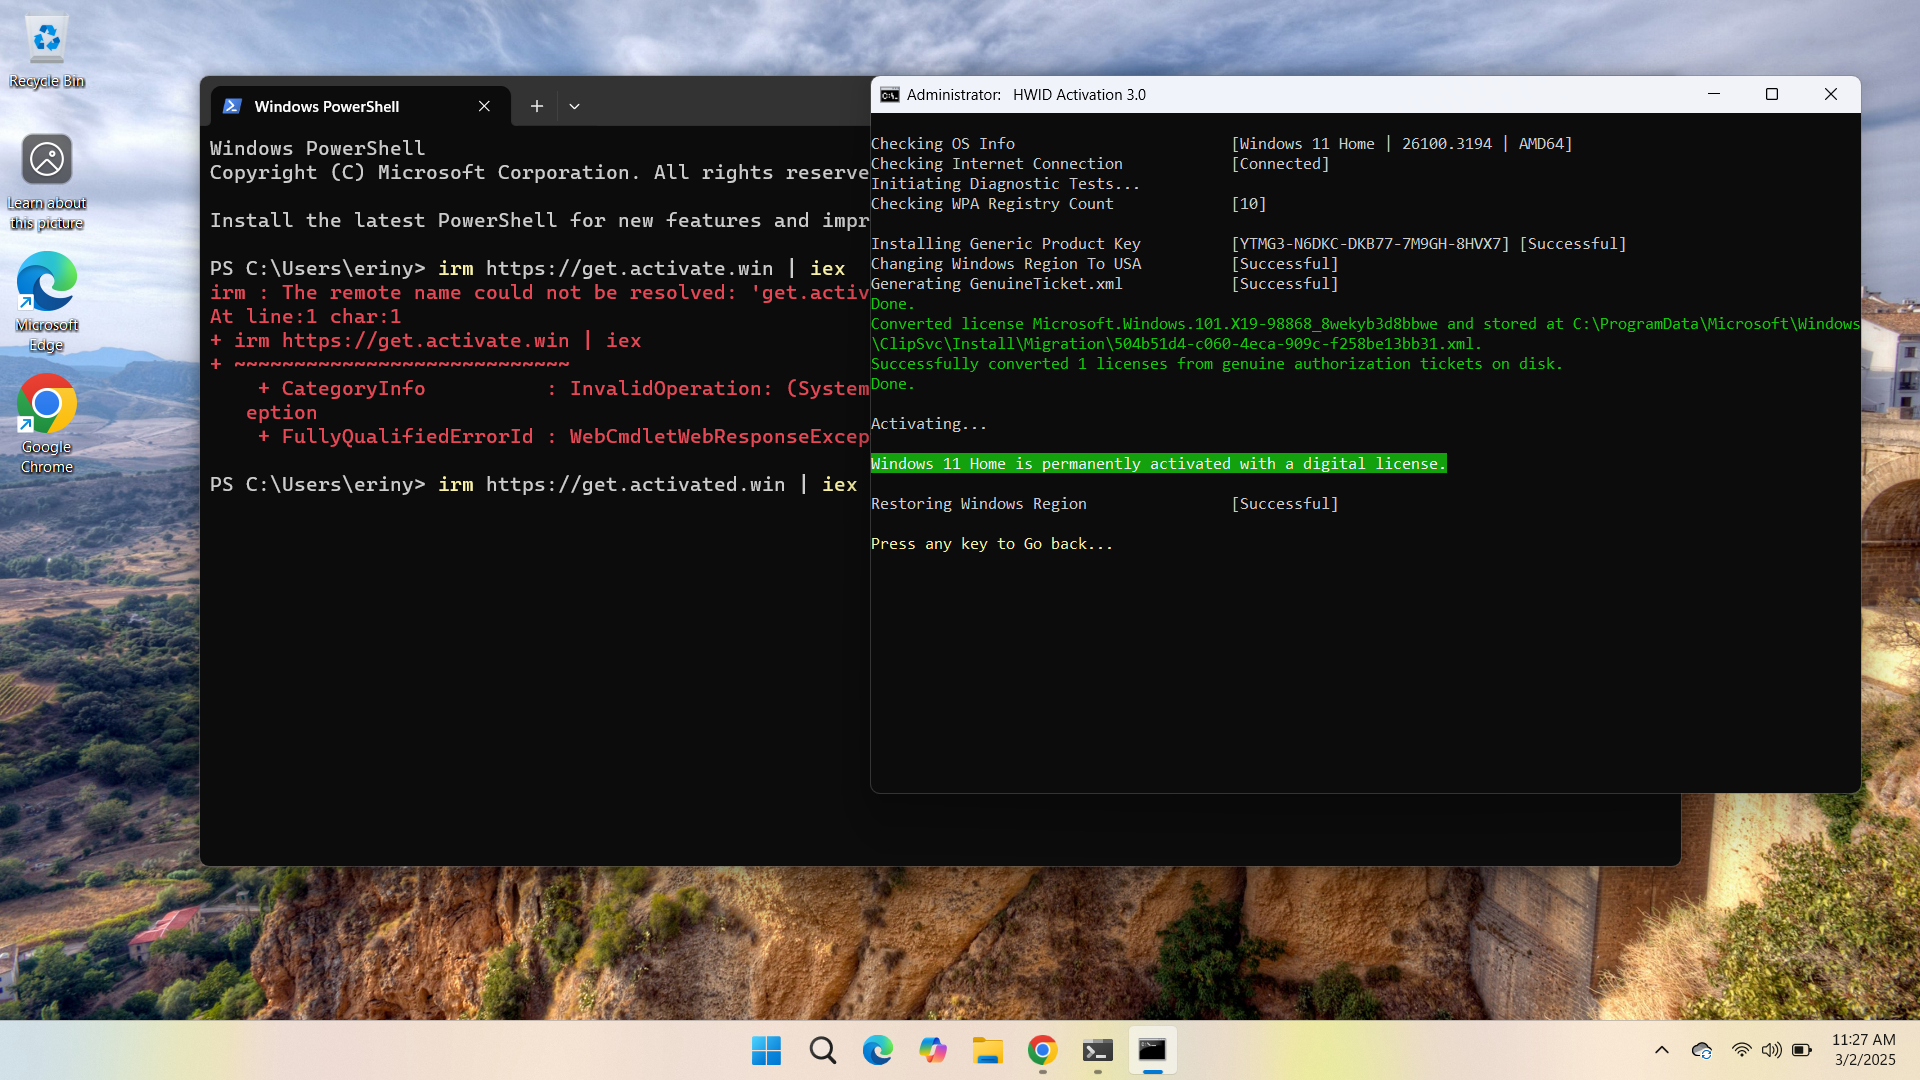 Recycle Bin
Learn about
this picture
Microsoft
Edge
Google
Chrome
Windows PowerShell
Windows PowerShell
Copyright (C) Microsoft Corporation. All rights reserve
Install the latest PowerShell for new features and impr
PS C:\Users\eriny> irm https://get.activate.win | iex
irm : The remote name could not be resolved: 'get.activ
At line:1 char:1
+ irm https://get.activate.win | iex
+ ~~~~~~~~~~~~~~~~~~~~~~~~~~~~
+ CategoryInfo : InvalidOperation: (System
eption
+ FullyQualifiedErrorId : WebCmdletWebResponseExcep
PS C:\Users\eriny> irm https://get.activated.win | iex
Administrator: HWID Activation 3.0
Checking OS Info [Windows 11 Home | 26100.3194 | AMD64]
Checking Internet Connection [Connected]
Initiating Diagnostic Tests...
Checking WPA Registry Count [10]
Installing Generic Product Key [YTMG3-N6DKC-DKB77-7M9GH-8HVX7] [Successful]
Changing Windows Region To USA [Successful]
Generating GenuineTicket.xml [Successful]
Done.
Converted license Microsoft.Windows.101.X19-98868_8wekyb3d8bbwe and stored at C:\ProgramData\Microsoft\Windows
\ClipSvc\Install\Migration\504b51d4-c060-4eca-909c-f258be13bb31.xml.
Successfully converted 1 licenses from genuine authorization tickets on disk.
Done.
Activating...
Windows 11 Home is permanently activated with a digital license.
Restoring Windows Region [Successful]
Press any key to Go back...
11:27 AM
3/2/2025